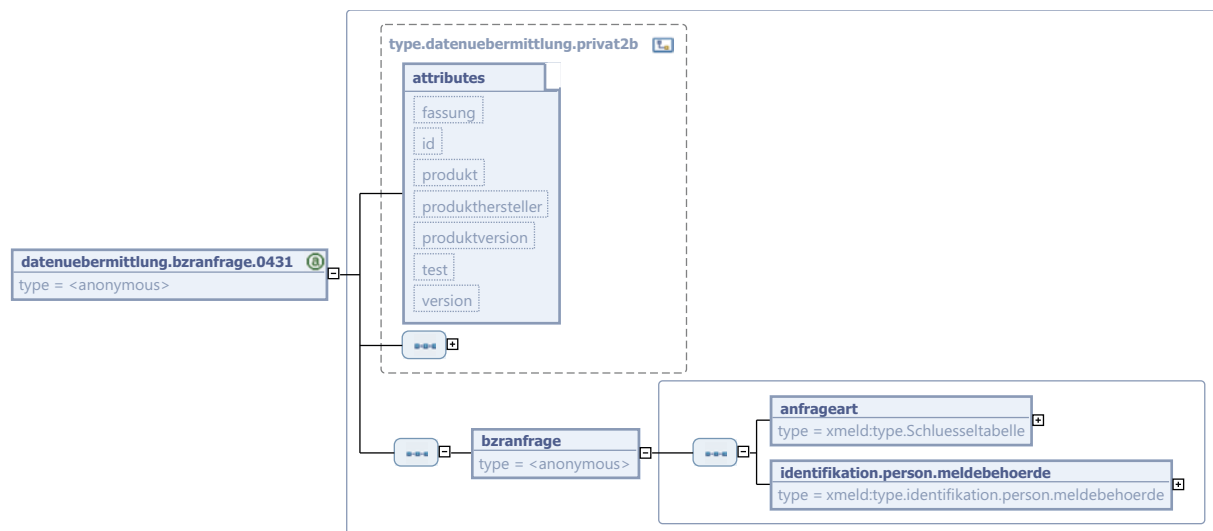 type.datenuebermittlung.privat2b
attributes
fassung
id
produkt
produkthersteller
produktversion
test
version
datenuebermittlung.bzranfrage.0431
type = <anonymous>
bzranfrage
type = <anonymous>
anfrageart
type = xmeld:type.Schluesseltabelle
identifikation.person.meldebehoerde
type = xmeld:type.identifikation.person.meldebehoerde